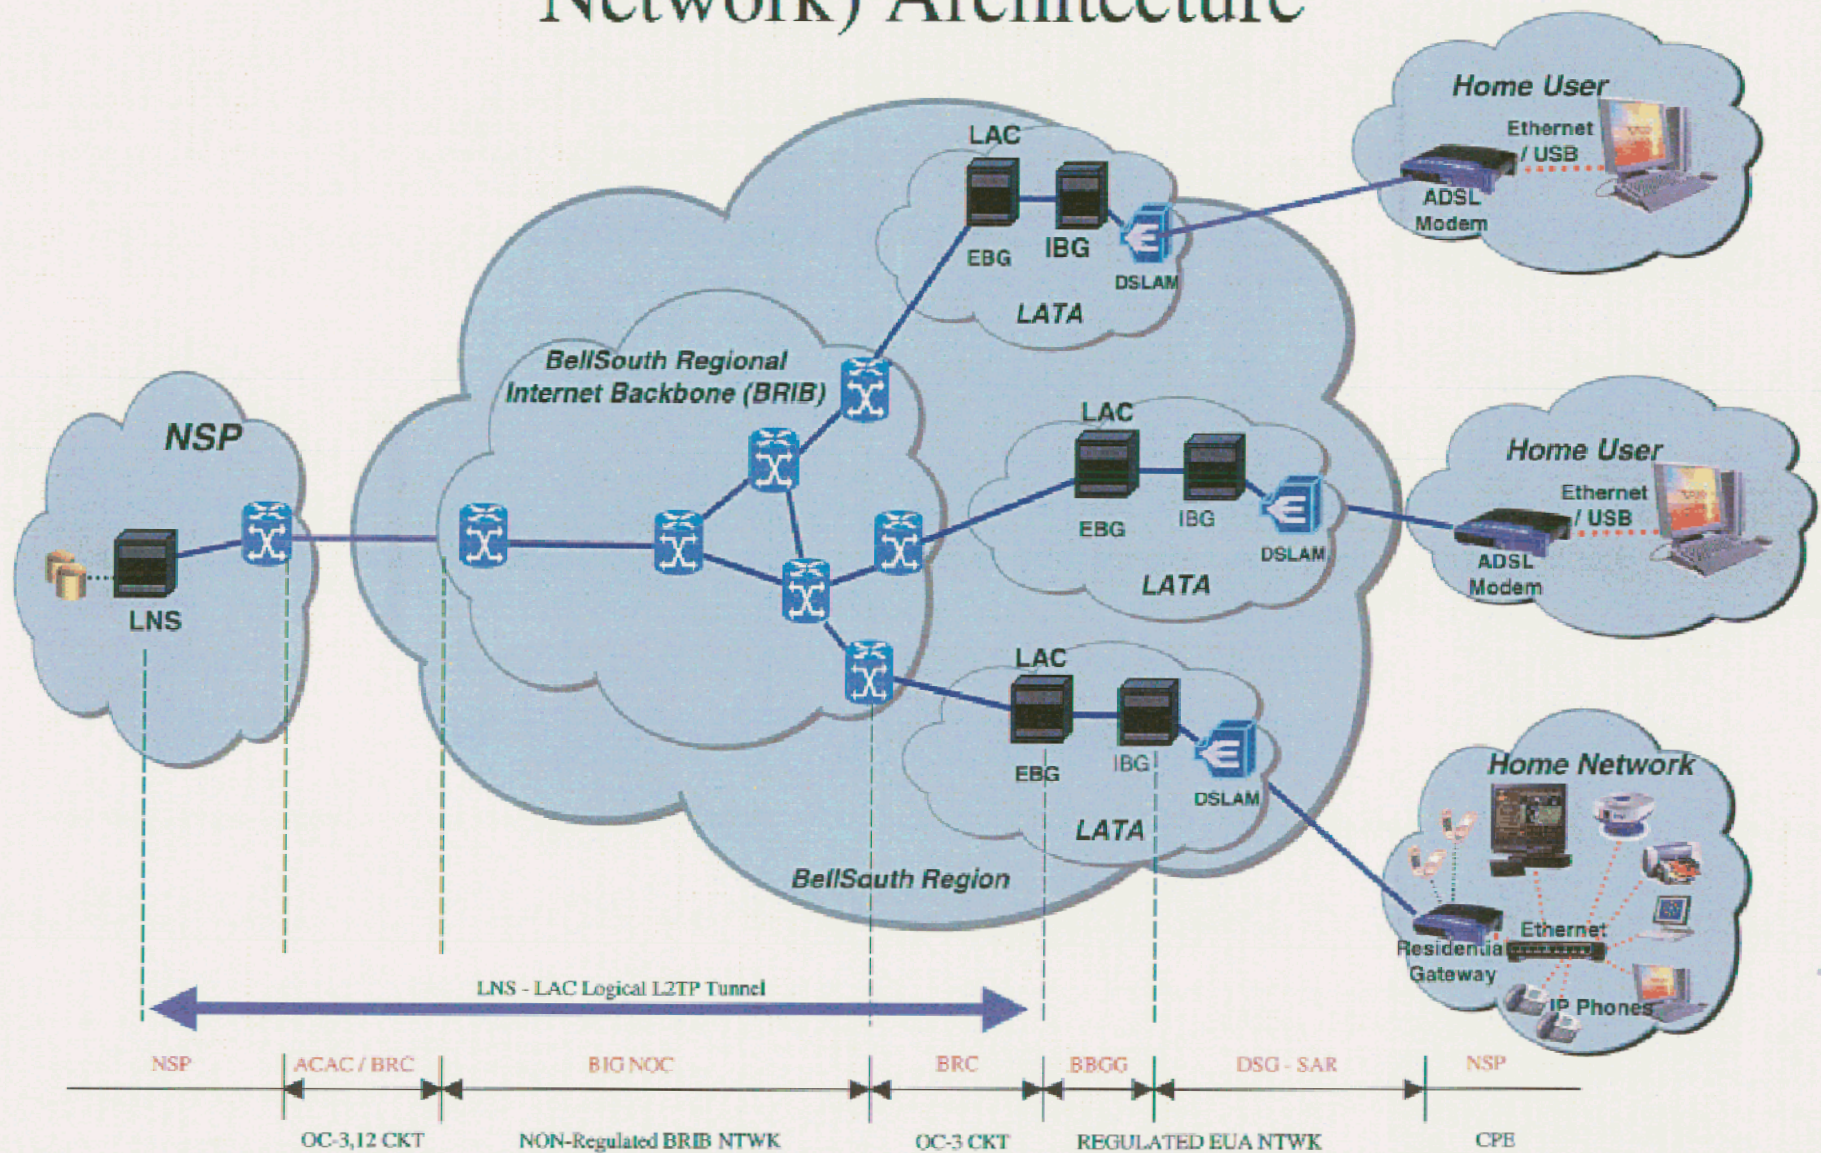 Network) Architecture
Home User
Ethernet
/ USB
ADSL
Modem
LAC
EBG
IBG
DSLAM
LATA
BellSouth Regional
Internet Backbone (BRIB)
NSP
LNS
LAC
EBG
IBG
DSLAM
LATA
Home User
Ethernet
/ USB
ADSL
Modem
LAC
EBG
IBG
DSLAM
LATA
BellSouth Region
Home Network
Ethernet
Residentia
Gateway
IP Phones
LNS - LAC Logical L2TP Tunnel
NSP ACAC / BRC BIG NOC BRC BBGG DSG - SAR NSP
OC-3,12 CKT NON-Regulated BRIB NTWK OC-3 CKT REGULATED EUA NTWK CPE